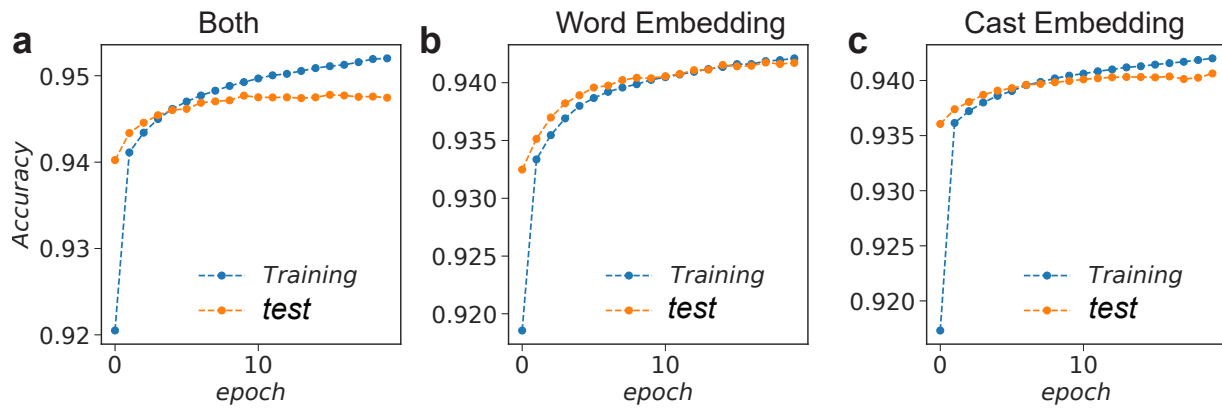 a Both
0.95
0.94
0.93
0.92
Accuracy
Training
test
0 10
epoch
b Word Embedding
0.940
0.935
0.930
0.925
0.920
Training
test
0 10
epoch
c Cast Embedding
0.940
0.935
0.930
0.925
0.920
Training
test
0 10
epoch